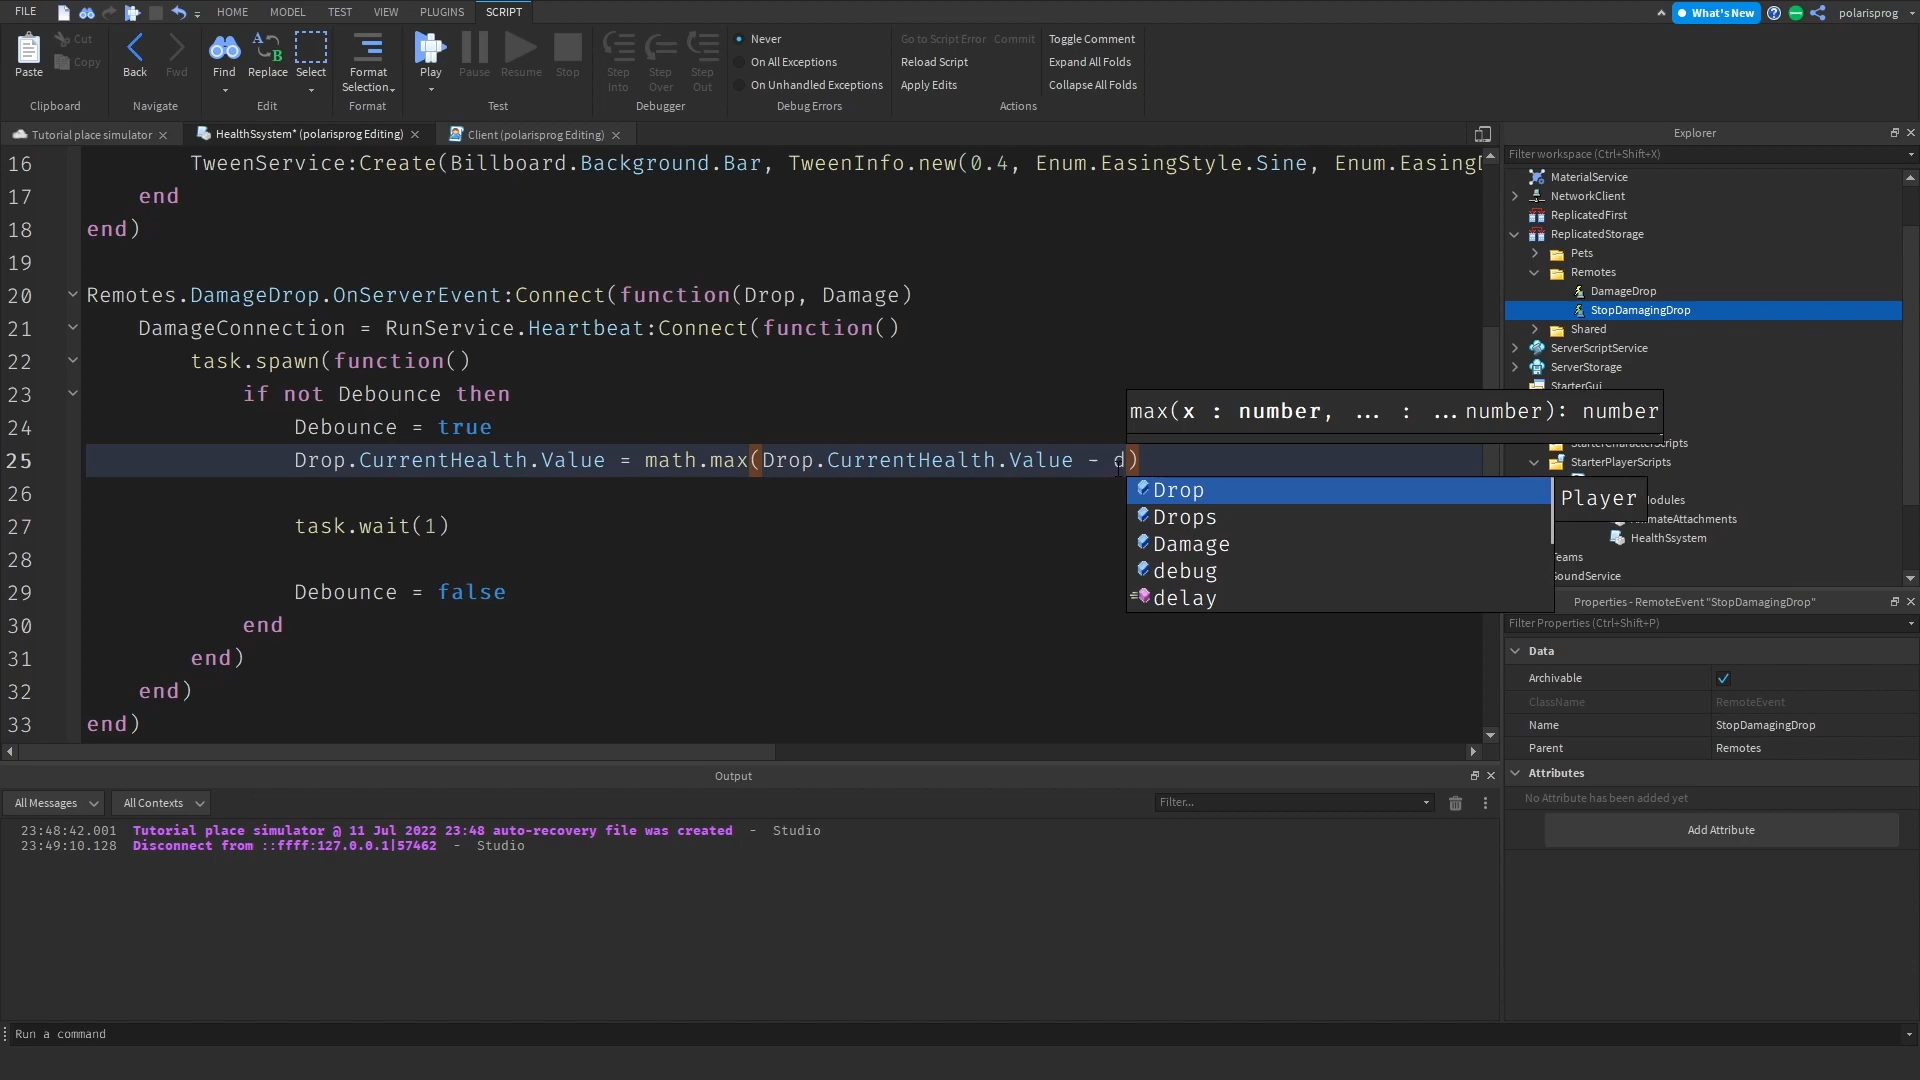 FILE HOME MODEL TEST VIEW PLUGINS SCRIPT What's New polarisprog
Paste Cut Copy Back Fwd Find Replace Select Format Selection Play Pause Resume Stop Step Into Step Over Step Out
Never
On All Exceptions
On Unhandled Exceptions
Go to Script Error Commit
Reload Script
Apply Edits
Toggle Comment
Expand All Folds
Collapse All Folds
Clipboard Navigate Edit Format Test Debugger Debug Errors Actions
Tutorial place simulator HealthSsystem* (polarisprog Editing) Client (polarisprog Editing)
16 TweenService:Create(Billboard.Background.Bar, TweenInfo.new(0.4, Enum.EasingStyle.Sine, Enum.Easing
17 end
18 end)
19
20 Remotes.DamageDrop.OnServerEvent:Connect(function(Drop, Damage)
21 DamageConnection = RunService.Heartbeat:Connect(function()
22 task.spawn(function()
23 if not Debounce then
24 Debounce = true
25 Drop.CurrentHealth.Value = math.max(Drop.CurrentHealth.Value - d)
26
27 task.wait(1)
28
29 Debounce = false
30 end
31 end)
32 end)
33 end)
max(x : number, ... : ...number): number
Drop
Drops
Damage
debug
delay
Player
Explorer
Filter workspace (Ctrl+Shift+X)
MaterialService
NetworkClient
ReplicatedFirst
ReplicatedStorage
Pets
Remotes
DamageDrop
StopDamagingDrop
Shared
ServerScriptService
ServerStorage
StarterGui
StarterCharacterScripts
StarterPlayerScripts
odules
nimateAttachments
HealthSsystem
Teams
SoundService
Properties - RemoteEvent "StopDamagingDrop"
Filter Properties (Ctrl+Shift+P)
Data
Archivable
ClassName RemoteEvent
Name StopDamagingDrop
Parent Remotes
Attributes
No Attribute has been added yet
Add Attribute
Output
All Messages All Contexts Filter...
23:48:42.001 Tutorial place simulator @ 11 Jul 2022 23:48 auto-recovery file was created - Studio
23:49:10.128 Disconnect from ::ffff:127.0.0.1|57462 - Studio
Run a command